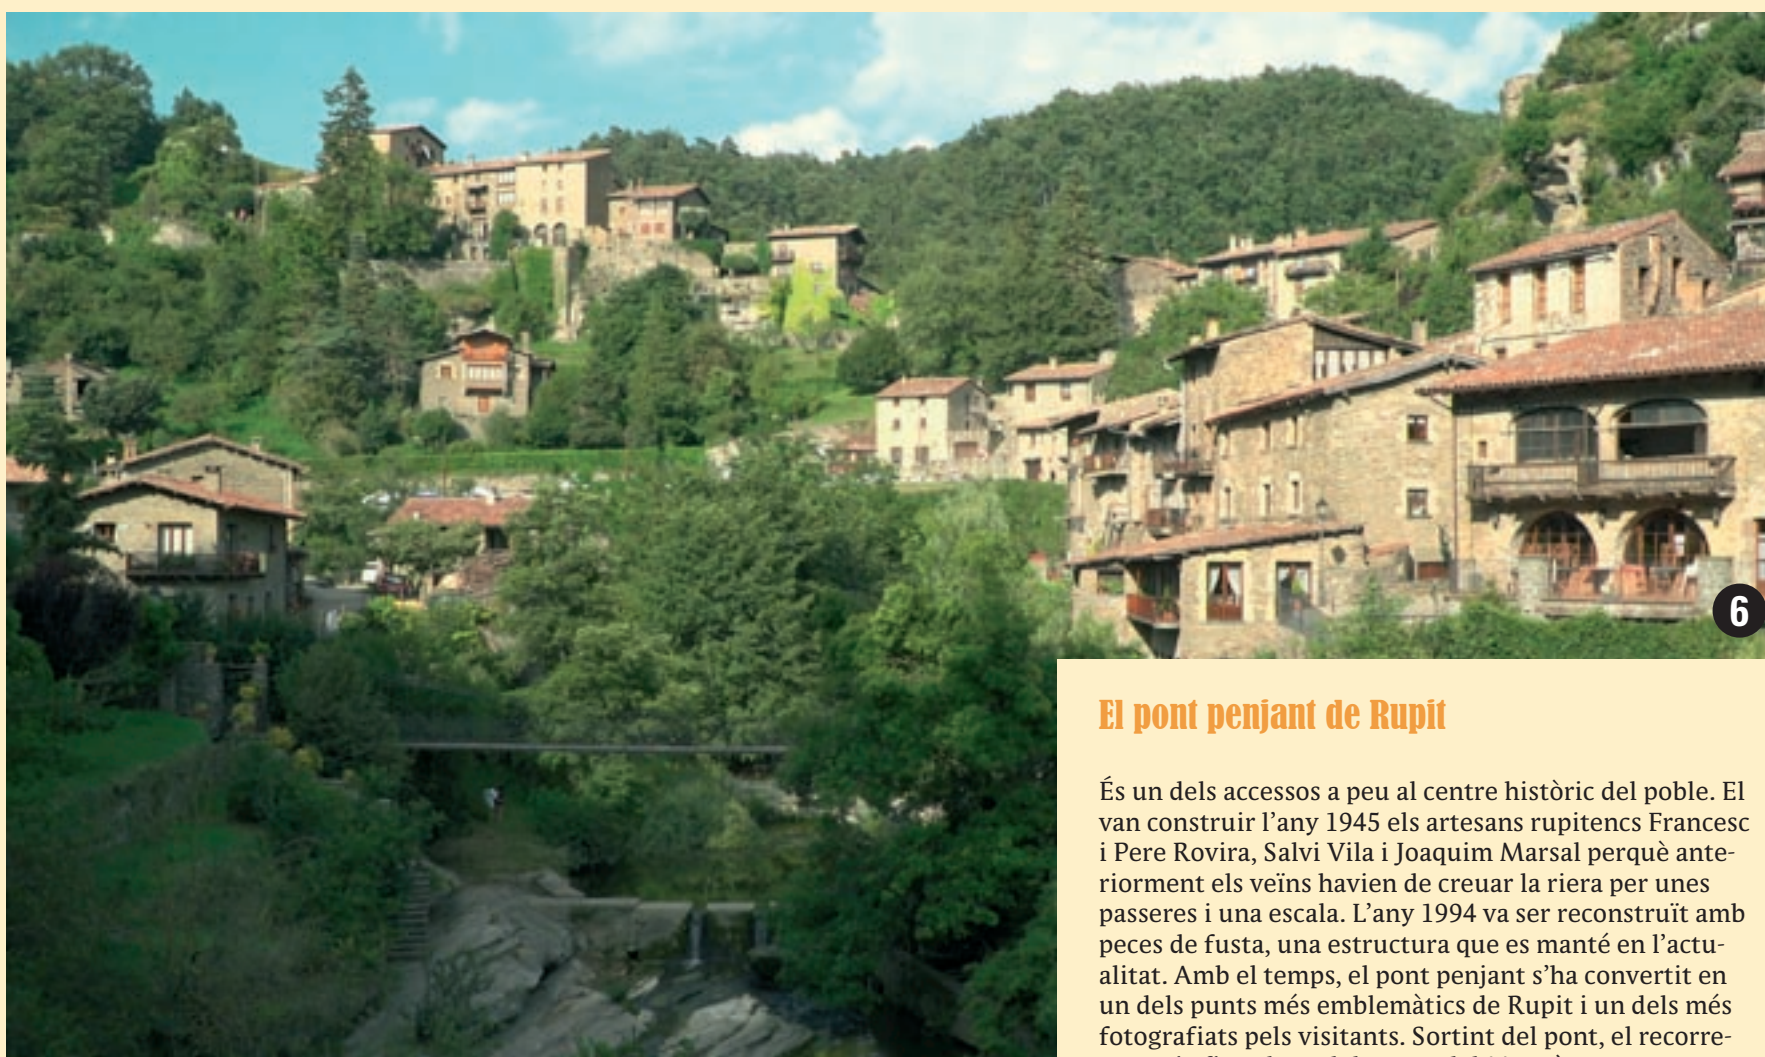 6
El pont penjant de Rupit
És un dels accessos a peu al centre històric del poble. El
van construir l’any 1945 els artesans rupitencs Francesc
i Pere Rovira, Salvi Vila i Joaquim Marsal perquè ante-
riorment els veïns havien de creuar la riera per unes
passeres i una escala. L’any 1994 va ser reconstruït amb
peces de fusta, una estructura que es manté en l’actu-
alitat. Amb el temps, el pont penjant s’ha convertit en
un dels punts més emblemàtics de Rupit i un dels més
fotografiats pels visitants. Sortint del pont, el recorre-